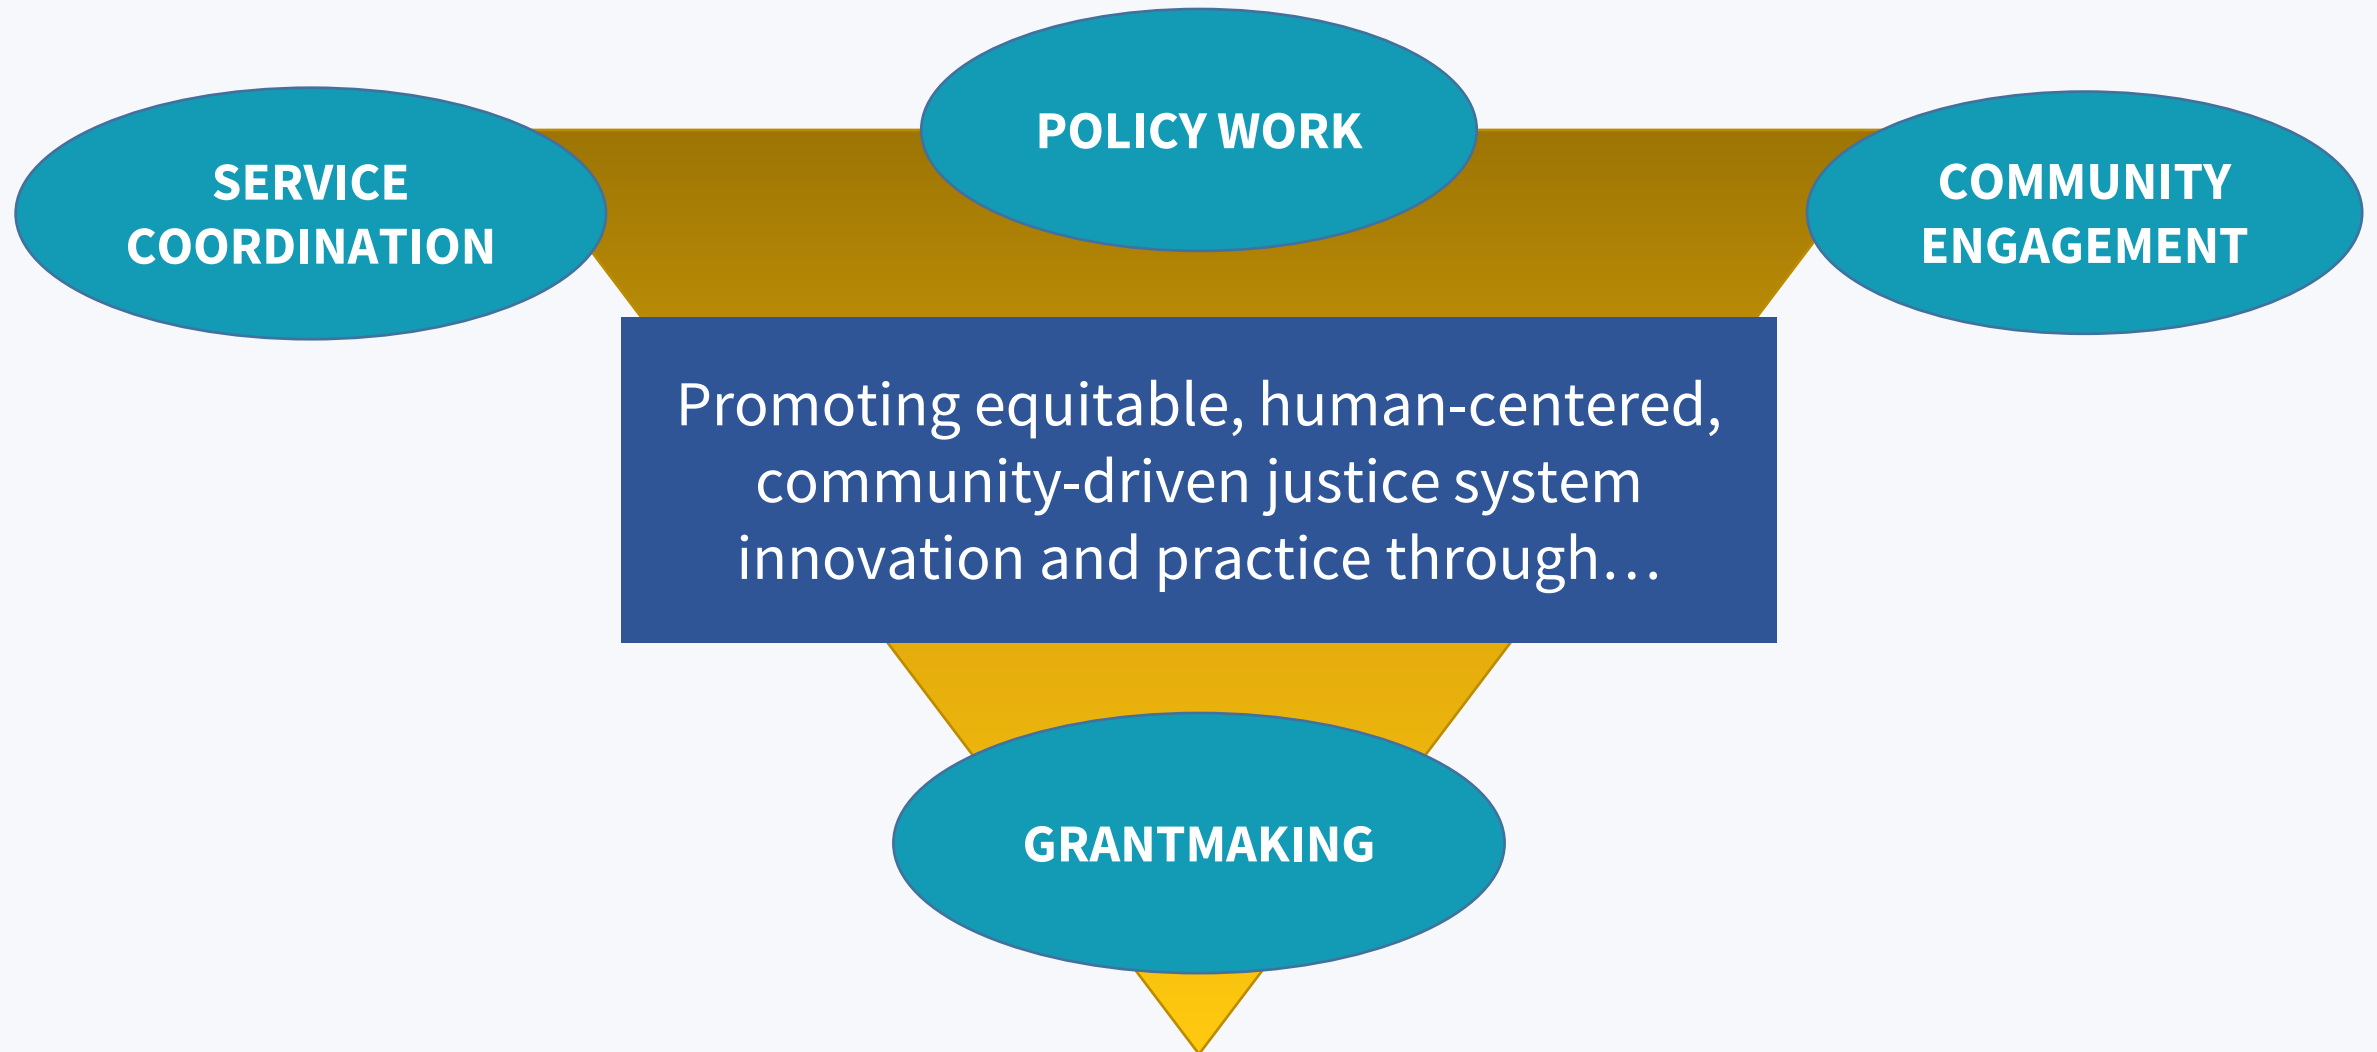 POLICY WORK
SERVICE
COORDINATION
COMMUNITY
ENGAGEMENT
Promoting equitable, human-centered,
community-driven justice system
innovation and practice through…
GRANTMAKING